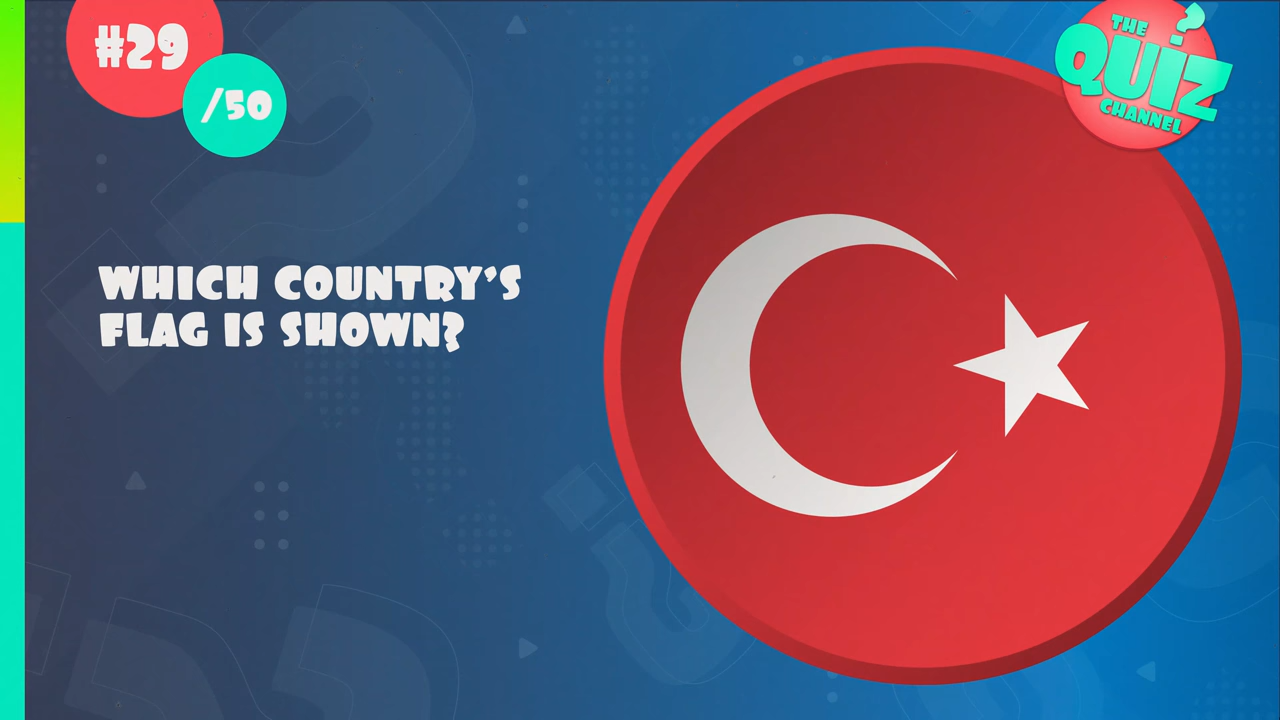 #29
/50
THE
QUIZ
CHANNEL
WHICH COUNTRY'S
FLAG IS SHOWN?